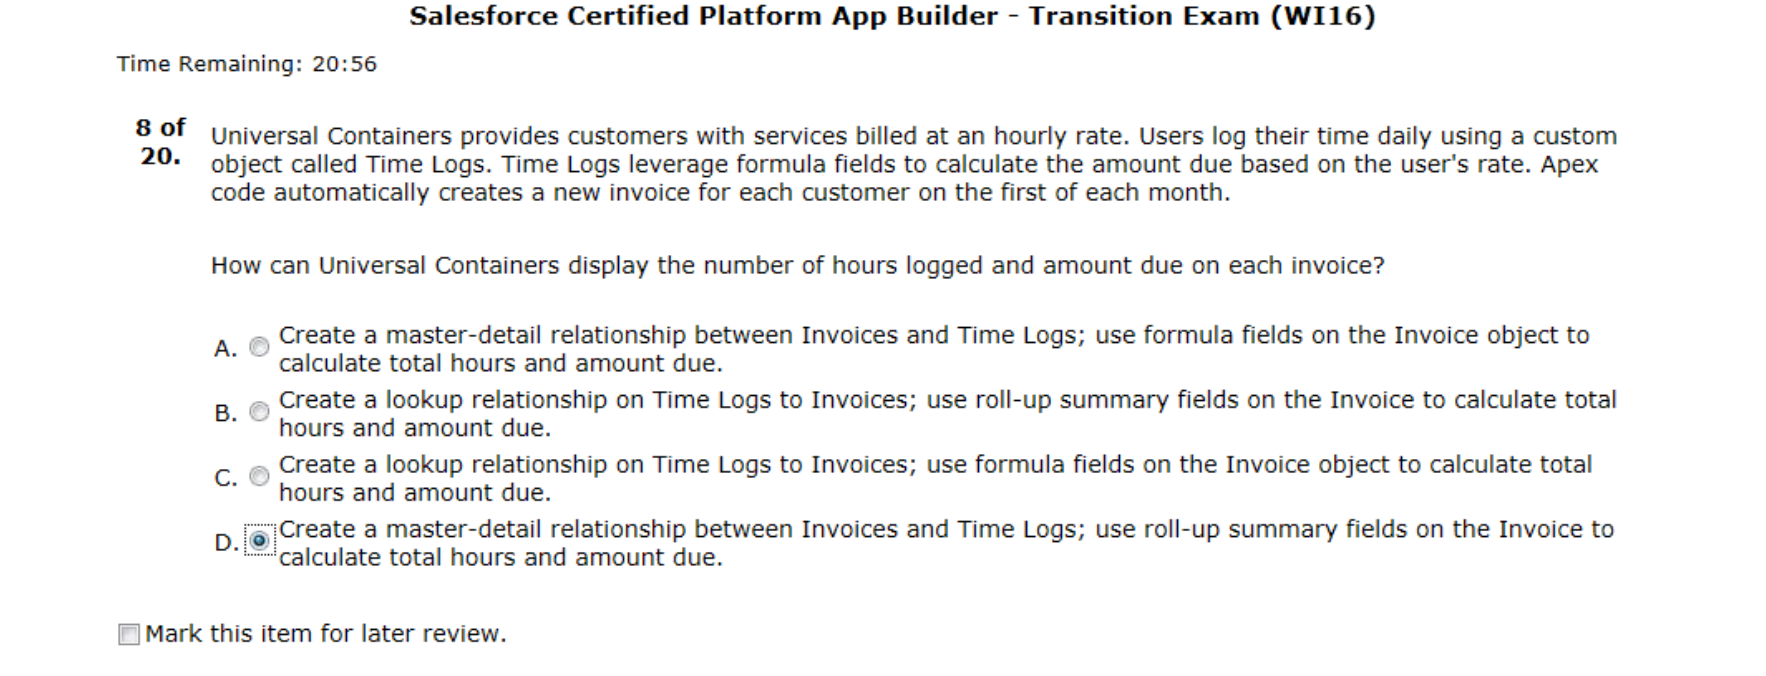 Salesforce Certified Platform App Builder - Transition Exam (WI16)
Time Remaining: 20:56
8 of
20.
Universal Containers provides customers with services billed at an hourly rate. Users log their time daily using a custom
object called Time Logs. Time Logs leverage formula fields to calculate the amount due based on the user's rate. Apex
code automatically creates a new invoice for each customer on the first of each month.
How can Universal Containers display the number of hours logged and amount due on each invoice?
A. Create a master-detail relationship between Invoices and Time Logs; use formula fields on the Invoice object to
calculate total hours and amount due.
B. Create a lookup relationship on Time Logs to Invoices; use roll-up summary fields on the Invoice to calculate total
hours and amount due.
C. Create a lookup relationship on Time Logs to Invoices; use formula fields on the Invoice object to calculate total
hours and amount due.
D. Create a master-detail relationship between Invoices and Time Logs; use roll-up summary fields on the Invoice to
calculate total hours and amount due.
Mark this item for later review.